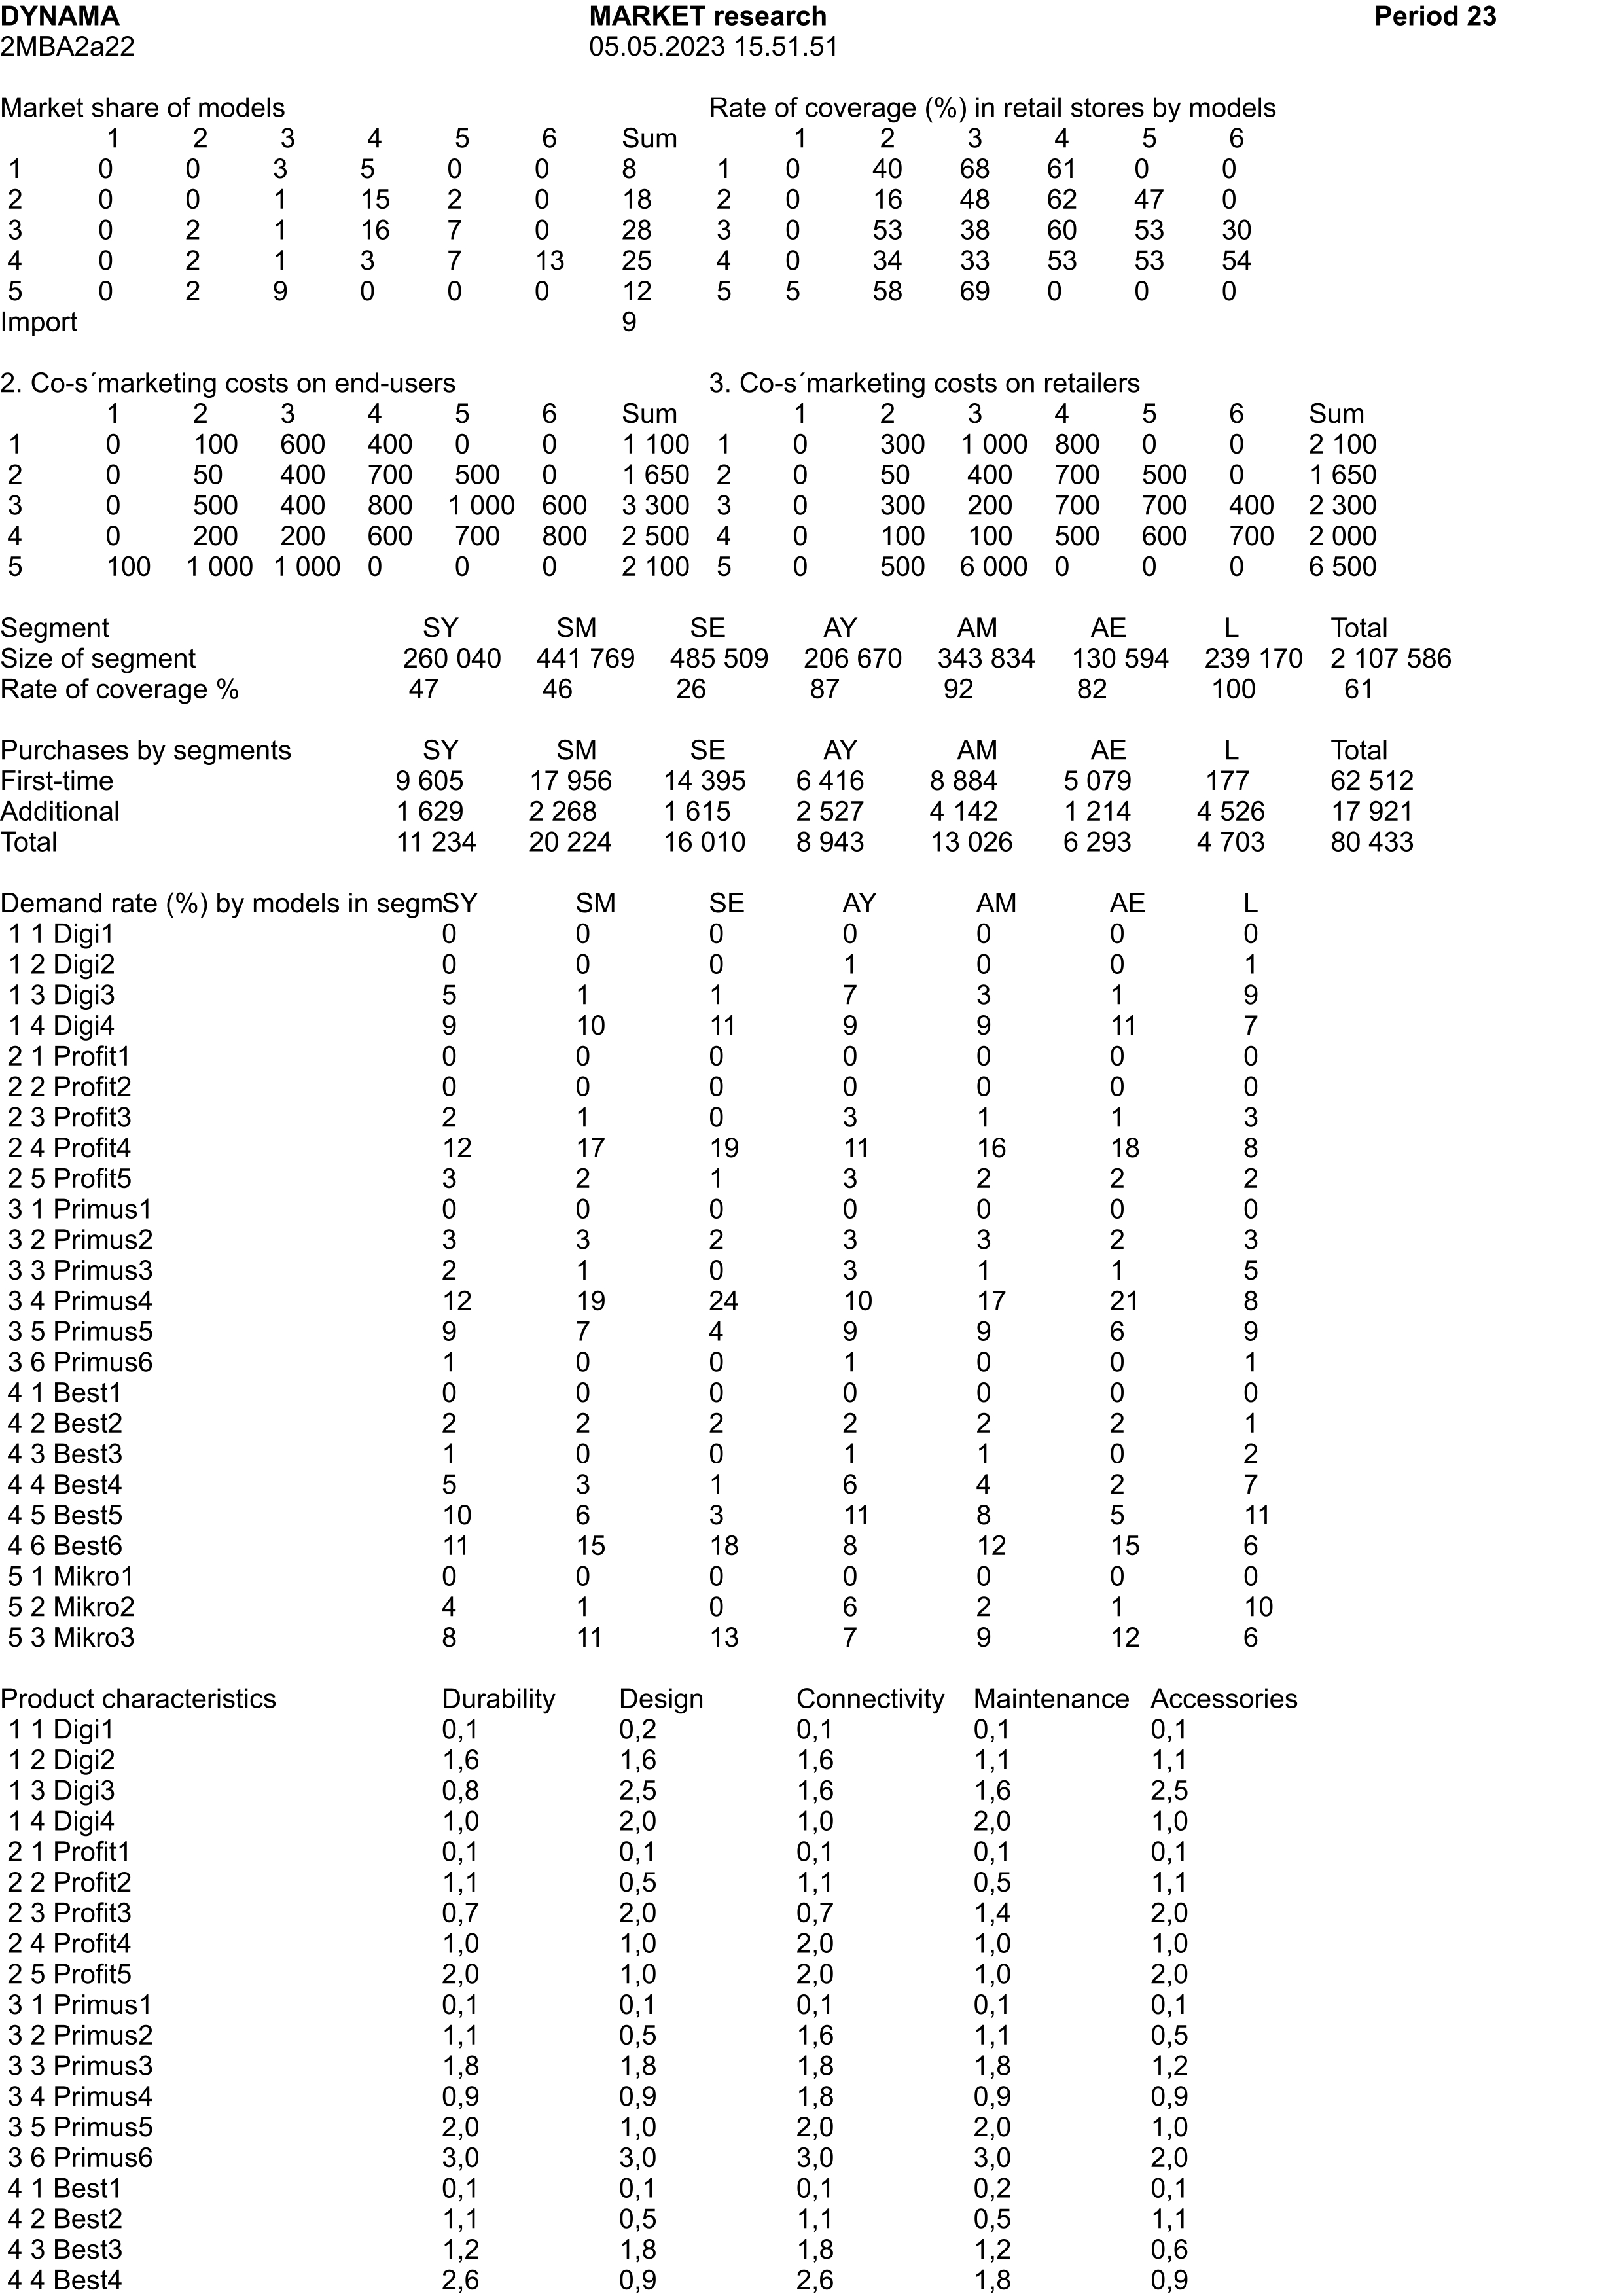 DYNAMA MARKET research Period 23
2MBA2a22 05.05.2023 15.51.51
Market share of models Rate of coverage (%) in retail stores by models
1 2 3 4 5 6 Sum 1 2 3 4 5 6
1 0 0 3 5 0 0 8 1 0 40 68 61 0 0
2 0 0 1 15 2 0 18 2 0 16 48 62 47 0
3 0 2 1 16 7 0 28 3 0 53 38 60 53 30
4 0 2 1 3 7 13 25 4 0 34 33 53 53 54
5 0 2 9 0 0 0 12 5 5 58 69 0 0 0
Import 9
2. Co-s´marketing costs on end-users 3. Co-s´marketing costs on retailers
1 2 3 4 5 6 Sum 1 2 3 4 5 6 Sum
1 0 100 600 400 0 0 1 100 1 0 300 1 000 800 0 0 2 100
2 0 50 400 700 500 0 1 650 2 0 50 400 700 500 0 1 650
3 0 500 400 800 1 000 600 3 300 3 0 300 200 700 700 400 2 300
4 0 200 200 600 700 800 2 500 4 0 100 100 500 600 700 2 000
5 100 1 000 1 000 0 0 0 2 100 5 0 500 6 000 0 0 0 6 500
Segment SY SM SE AY AM AE L Total
Size of segment 260 040 441 769 485 509 206 670 343 834 130 594 239 170 2 107 586
Rate of coverage % 47 46 26 87 92 82 100 61
Purchases by segments SY SM SE AY AM AE L Total
First-time 9 605 17 956 14 395 6 416 8 884 5 079 177 62 512
Additional 1 629 2 268 1 615 2 527 4 142 1 214 4 526 17 921
Total 11 234 20 224 16 010 8 943 13 026 6 293 4 703 80 433
Demand rate (%) by models in segmSY SM SE AY AM AE L
1 1 Digi1 0 0 0 0 0 0 0
1 2 Digi2 0 0 0 1 0 0 1
1 3 Digi3 5 1 1 7 3 1 9
1 4 Digi4 9 10 11 9 9 11 7
2 1 Profit1 0 0 0 0 0 0 0
2 2 Profit2 0 0 0 0 0 0 0
2 3 Profit3 2 1 0 3 1 1 3
2 4 Profit4 12 17 19 11 16 18 8
2 5 Profit5 3 2 1 3 2 2 2
3 1 Primus1 0 0 0 0 0 0 0
3 2 Primus2 3 3 2 3 3 2 3
3 3 Primus3 2 1 0 3 1 1 5
3 4 Primus4 12 19 24 10 17 21 8
3 5 Primus5 9 7 4 9 9 6 9
3 6 Primus6 1 0 0 1 0 0 1
4 1 Best1 0 0 0 0 0 0 0
4 2 Best2 2 2 2 2 2 2 1
4 3 Best3 1 0 0 1 1 0 2
4 4 Best4 5 3 1 6 4 2 7
4 5 Best5 10 6 3 11 8 5 11
4 6 Best6 11 15 18 8 12 15 6
5 1 Mikro1 0 0 0 0 0 0 0
5 2 Mikro2 4 1 0 6 2 1 10
5 3 Mikro3 8 11 13 7 9 12 6
Product characteristics Durability Design Connectivity Maintenance Accessories
1 1 Digi1 0,1 0,2 0,1 0,1 0,1
1 2 Digi2 1,6 1,6 1,6 1,1 1,1
1 3 Digi3 0,8 2,5 1,6 1,6 2,5
1 4 Digi4 1,0 2,0 1,0 2,0 1,0
2 1 Profit1 0,1 0,1 0,1 0,1 0,1
2 2 Profit2 1,1 0,5 1,1 0,5 1,1
2 3 Profit3 0,7 2,0 0,7 1,4 2,0
2 4 Profit4 1,0 1,0 2,0 1,0 1,0
2 5 Profit5 2,0 1,0 2,0 1,0 2,0
3 1 Primus1 0,1 0,1 0,1 0,1 0,1
3 2 Primus2 1,1 0,5 1,6 1,1 0,5
3 3 Primus3 1,8 1,8 1,8 1,8 1,2
3 4 Primus4 0,9 0,9 1,8 0,9 0,9
3 5 Primus5 2,0 1,0 2,0 2,0 1,0
3 6 Primus6 3,0 3,0 3,0 3,0 2,0
4 1 Best1 0,1 0,1 0,1 0,2 0,1
4 2 Best2 1,1 0,5 1,1 0,5 1,1
4 3 Best3 1,2 1,8 1,8 1,2 0,6
4 4 Best4 2,6 0,9 2,6 1,8 0,9